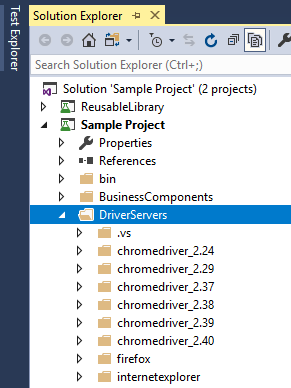 Test Explorer
Solution Explorer
Search Solution Explorer (Ctrl+;)
Solution 'Sample Project' (2 projects)
ReusableLibrary
Sample Project
Properties
References
bin
BusinessComponents
DriverServers
.vs
chromedriver_2.24
chromedriver_2.29
chromedriver_2.37
chromedriver_2.38
chromedriver_2.39
chromedriver_2.40
firefox
internetexplorer